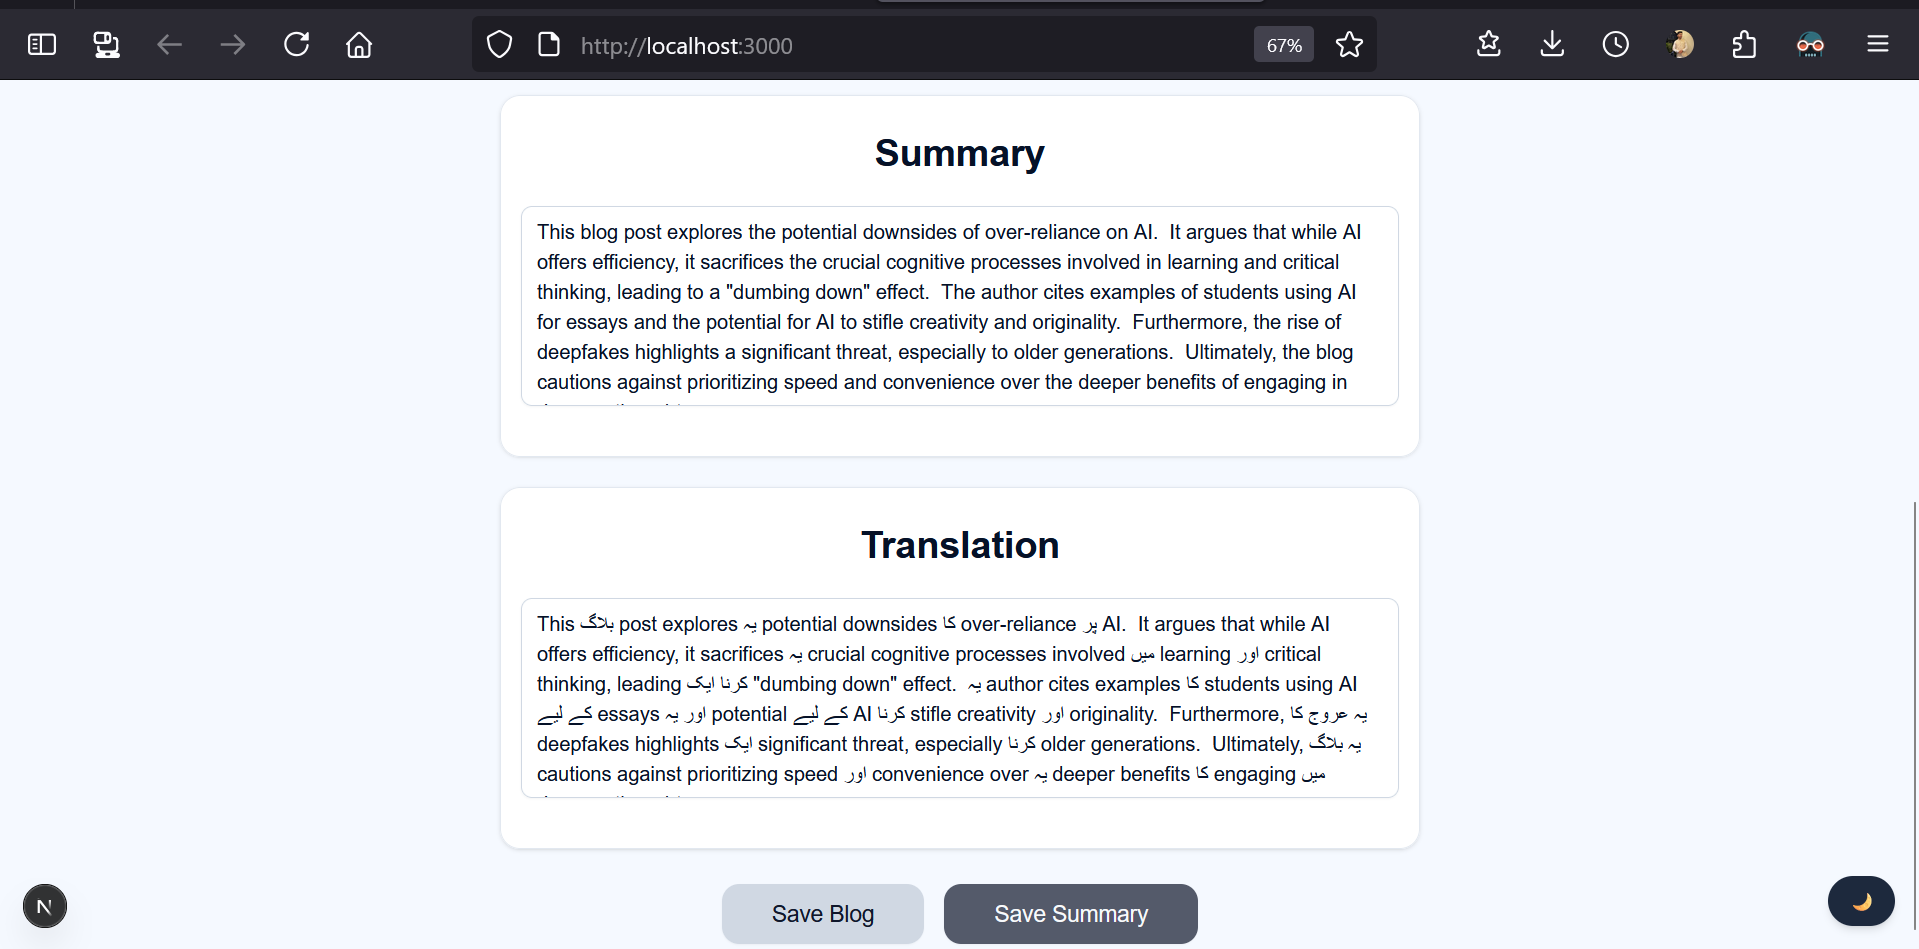 http://localhost:3000
67%
Summary
This blog post explores the potential downsides of over-reliance on AI.  It argues that while AI
offers efficiency, it sacrifices the crucial cognitive processes involved in learning and critical
thinking, leading to a "dumbing down" effect.  The author cites examples of students using AI
for essays and the potential for AI to stifle creativity and originality.  Furthermore, the rise of
deepfakes highlights a significant threat, especially to older generations.  Ultimately, the blog
cautions against prioritizing speed and convenience over the deeper benefits of engaging in
Translation
This بلاگ post explores یہ potential downsides کا over-reliance پر AI.  It argues that while AI
offers efficiency, it sacrifices یہ crucial cognitive processes involved میں learning اور critical
thinking, leading کرنا ایک "dumbing down" effect.  یہ author cites examples کا students using AI
کے لیے essays اور یہ potential کے لیے AI کرنا stifle creativity اور originality.  Furthermore, یہ عروج کا
deepfakes highlights ایک significant threat, especially کرنا older generations.  Ultimately, یہ بلاگ
cautions against prioritizing speed اور convenience over یہ deeper benefits کا engaging میں
Save Blog
Save Summary
N